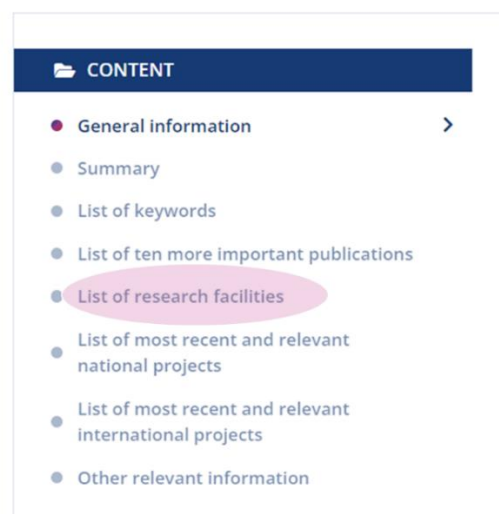 CONTENT
General information
Summary
List of keywords
List of ten more important publications
List of research facilities
List of most recent and relevant
national projects
List of most recent and relevant
international projects
Other relevant information